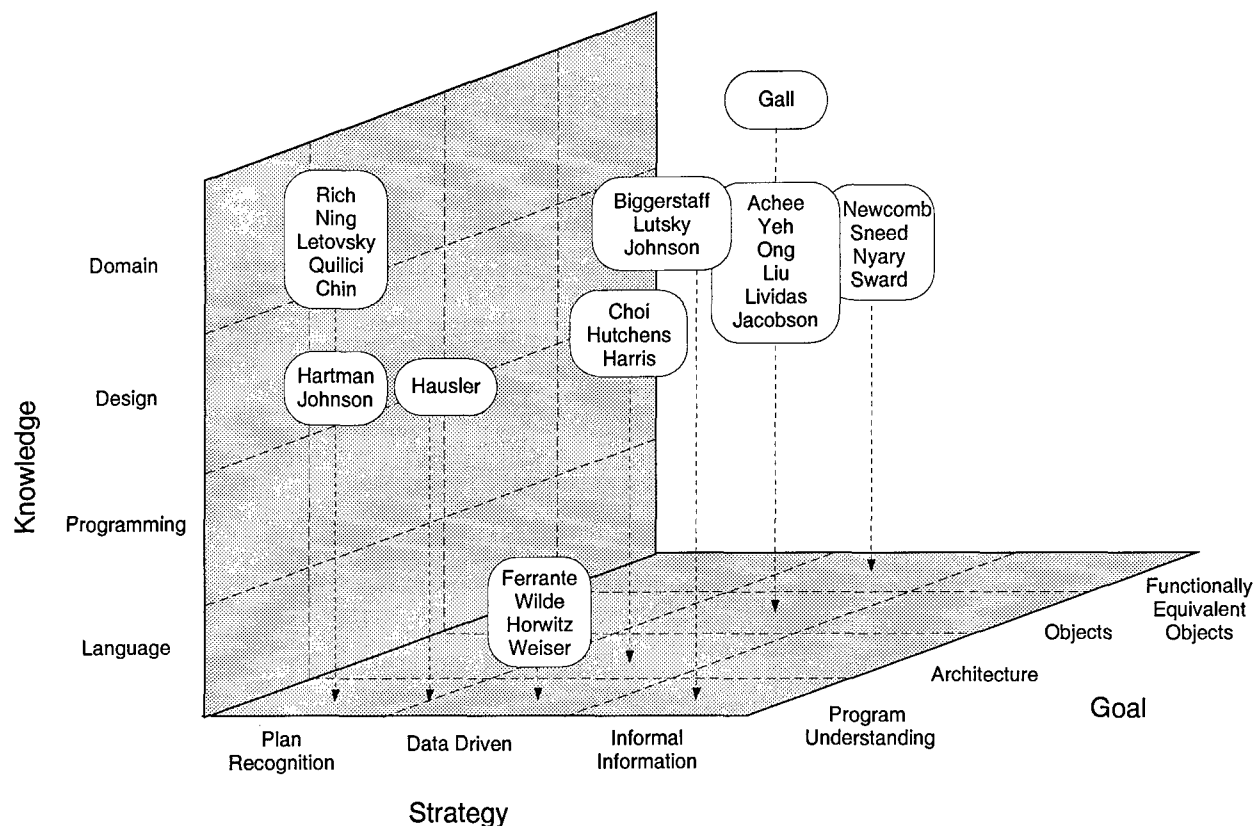 Gall
Rich
Ning
Letovsky
Quilici
Chin
Biggerstaff
Lutsky
Johnson
Achee
Yeh
Ong
Liu
Lividas
Jacobson
Newcomb
Sneed
Nyary
Sward
Domain
Choi
Hutchens
Harris
Hartman
Johnson
Hausler
Design
Knowledge
Programming
Ferrante
Wilde
Horwitz
Weiser
Language
Functionally
Equivalent
Objects
Objects
Architecture
Goal
Program
Understanding
Plan
Recognition
Data Driven
Informal
Information
Strategy